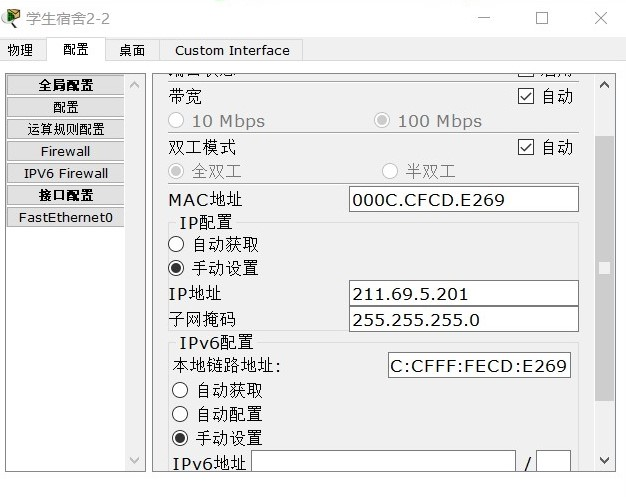 学生宿舍2-2
物理 配置 桌面 Custom Interface
全局配置
配置
运算规则配置
Firewall
IPV6 Firewall
接口配置
FastEthernet0
带宽 自动
10 Mbps 100 Mbps
双工模式 自动
全双工 半双工
MAC地址 000C.CFCD.E269
IP配置
自动获取
手动设置
IP地址 211.69.5.201
子网掩码 255.255.255.0
IPv6配置
本地链路地址: C:CFFF:FECD:E269
自动获取
自动配置
手动设置
IPv6地址 /